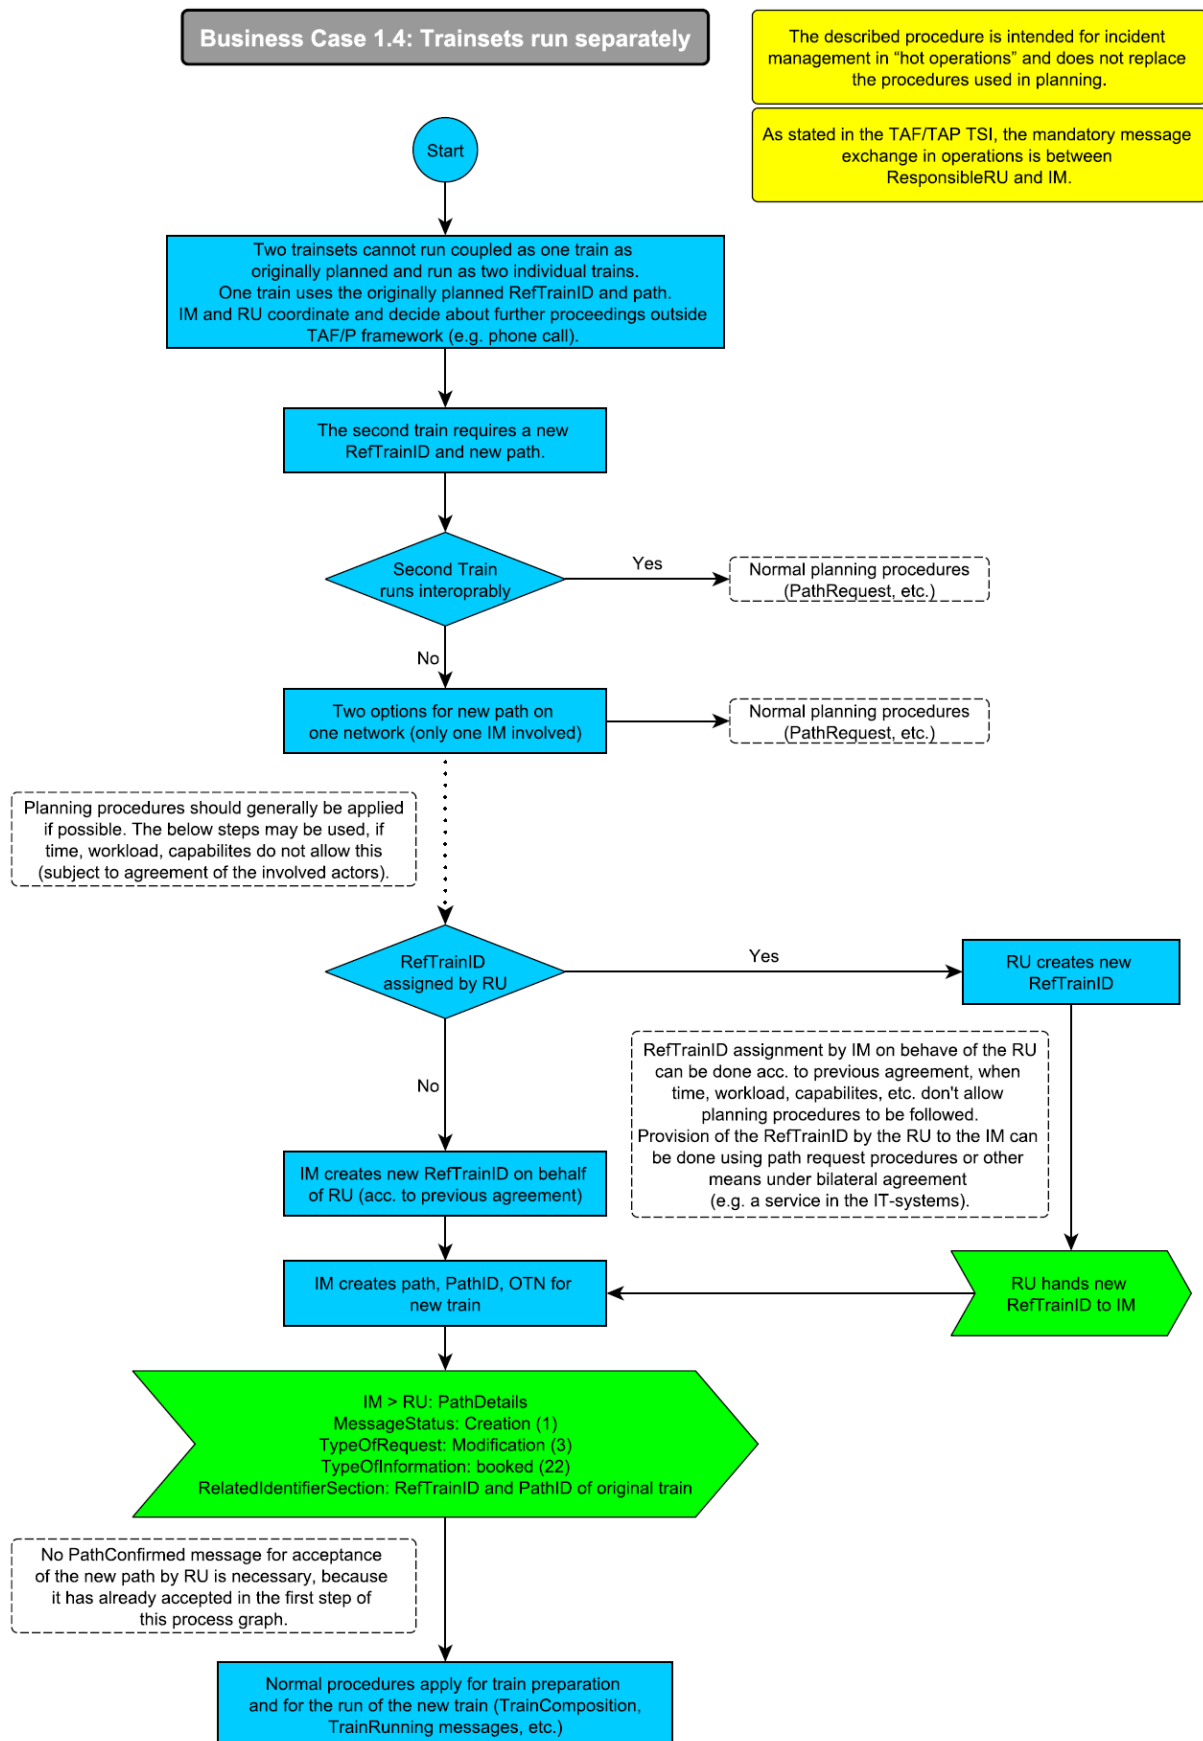 Business Case 1.4: Trainsets run separately
The described procedure is intended for incident
management in “hot operations” and does not replace
the procedures used in planning.
As stated in the TAF/TAP TSI, the mandatory message
exchange in operations is between
ResponsibleRU and IM.
Start
Two trainsets cannot run coupled as one train as
originally planned and run as two individual trains.
One train uses the originally planned RefTrainID and path.
IM and RU coordinate and decide about further proceedings outside
TAF/P framework (e.g. phone call).
The second train requires a new
RefTrainID and new path.
Second Train
runs interoprably
Yes
Normal planning procedures
(PathRequest, etc.)
No
Two options for new path on
one network (only one IM involved)
Normal planning procedures
(PathRequest, etc.)
Planning procedures should generally be applied
if possible. The below steps may be used, if
time, workload, capabilites do not allow this
(subject to agreement of the involved actors).
RefTrainID
assigned by RU
Yes
RU creates new
RefTrainID
No
RefTrainID assignment by IM on behave of the RU
can be done acc. to previous agreement, when
time, workload, capabilites, etc. don't allow
planning procedures to be followed.
Provision of the RefTrainID by the RU to the IM can
be done using path request procedures or other
means under bilateral agreement
(e.g. a service in the IT-systems).
IM creates new RefTrainID on behalf
of RU (acc. to previous agreement)
IM creates path, PathID, OTN for
new train
RU hands new
RefTrainID to IM
IM > RU: PathDetails
MessageStatus: Creation (1)
TypeOfRequest: Modification (3)
TypeOfInformation: booked (22)
RelatedIdentifierSection: RefTrainID and PathID of original train
No PathConfirmed message for acceptance
of the new path by RU is necessary, because
it has already accepted in the first step of
this process graph.
Normal procedures apply for train preparation
and for the run of the new train (TrainComposition,
TrainRunning messages, etc.)